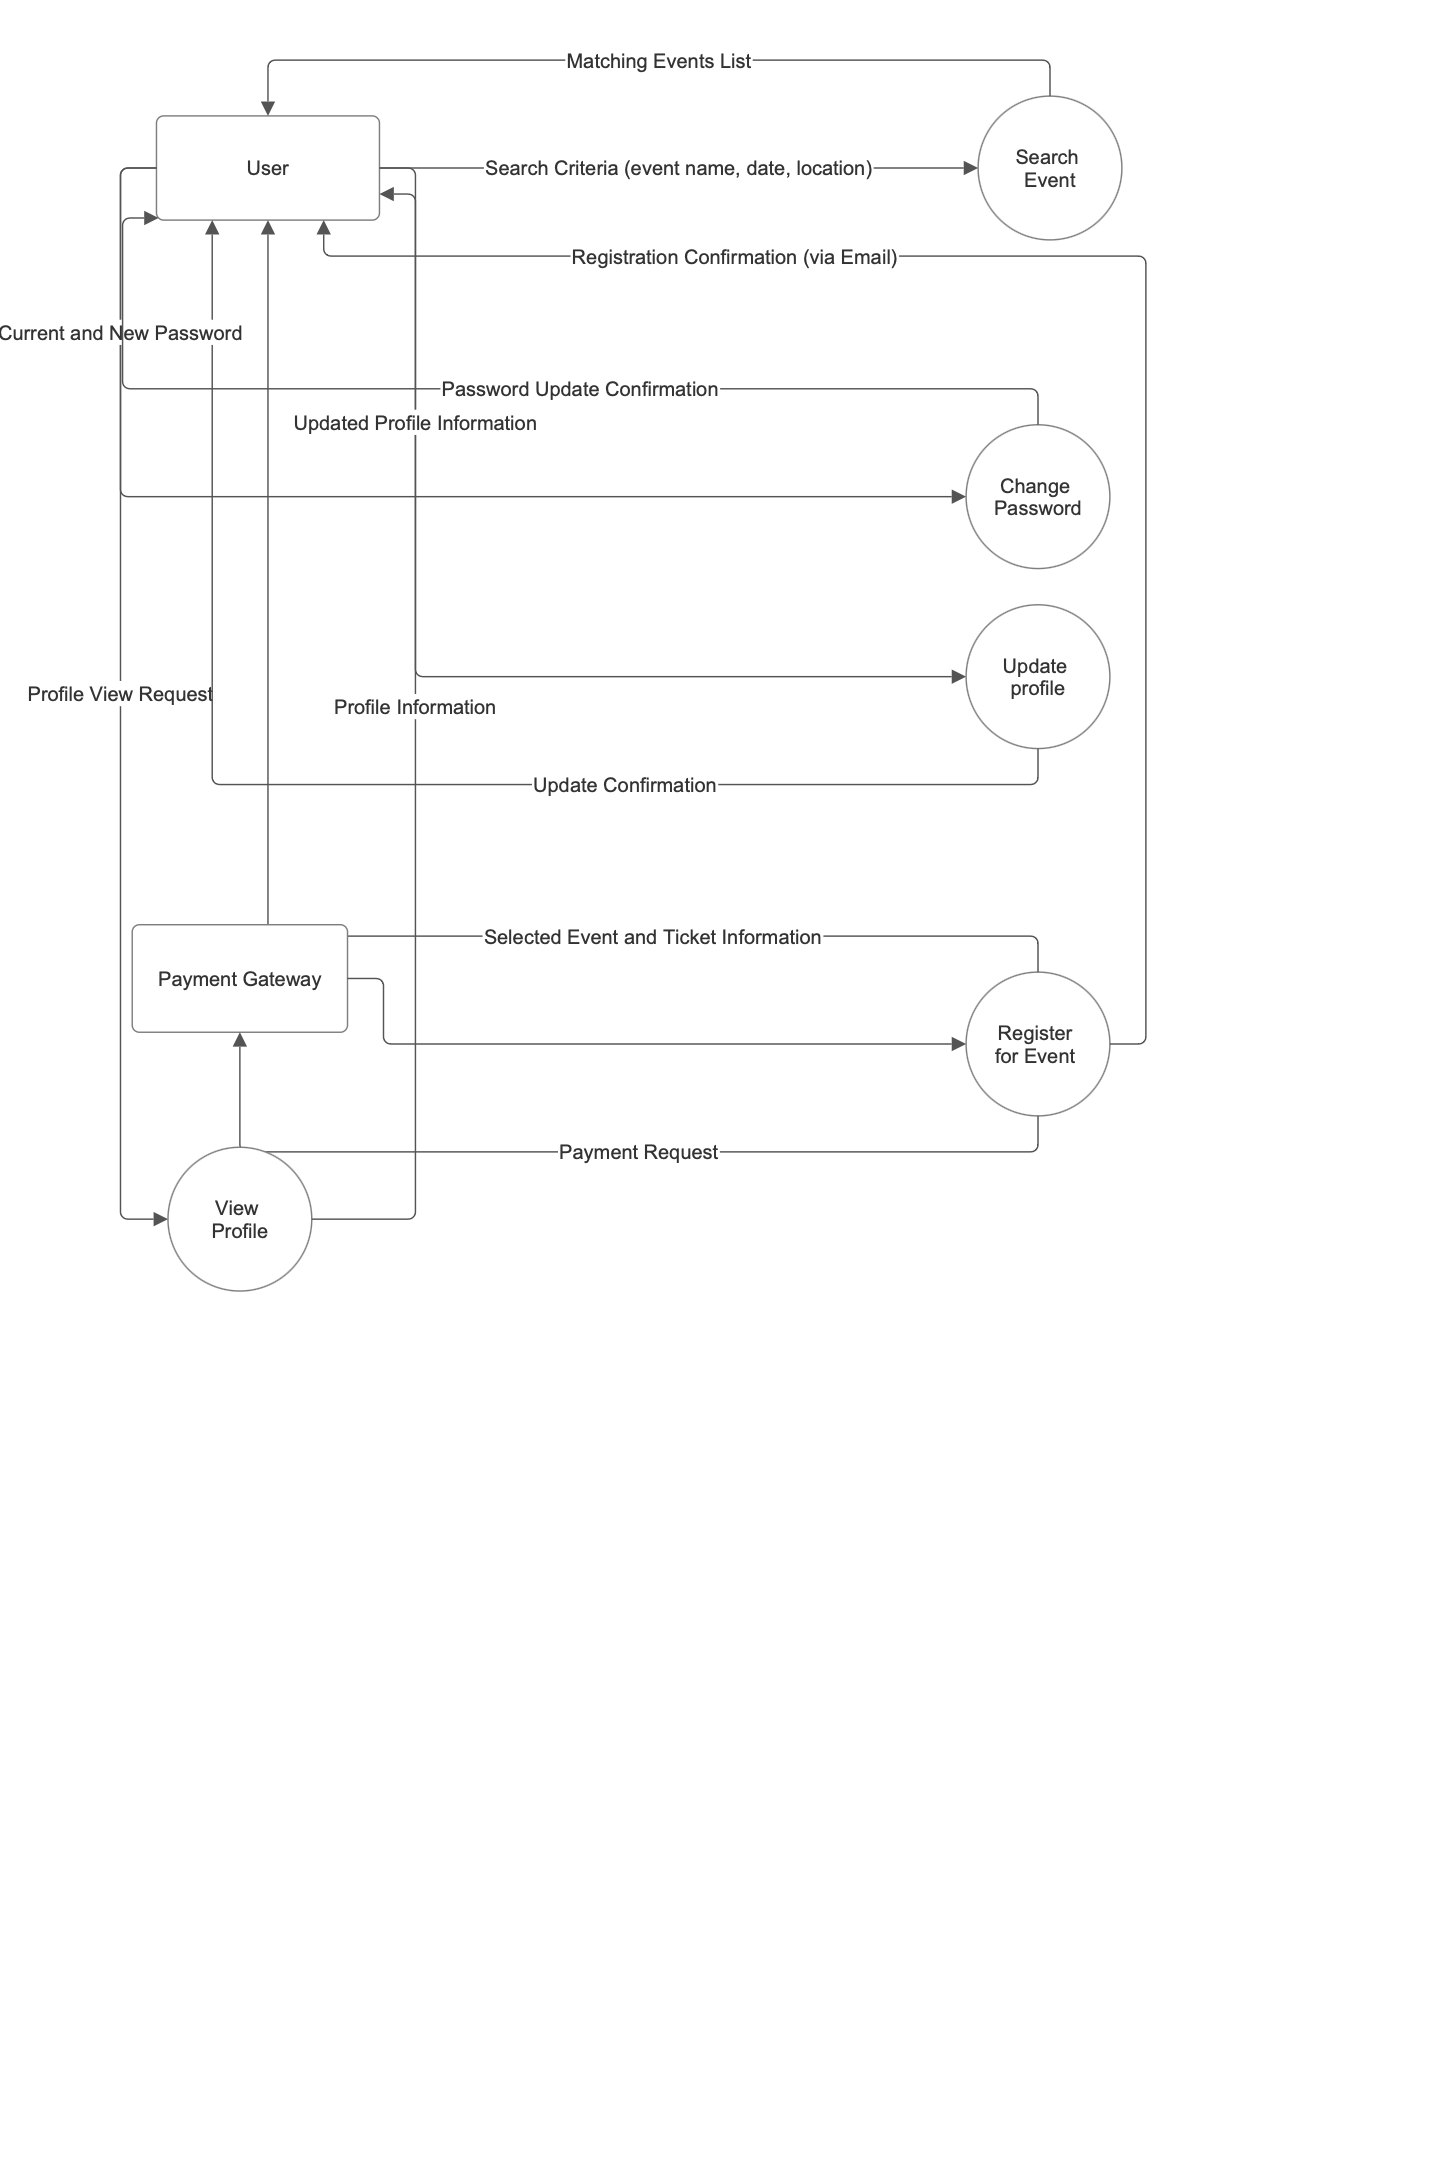 Matching Events List
User
Search Criteria (event name, date, location)
Search
Event
Registration Confirmation (via Email)
Current and New Password
Password Update Confirmation
Updated Profile Information
Change
Password
Update
profile
Profile View Request
Profile Information
Update Confirmation
Selected Event and Ticket Information
Payment Gateway
Register
for Event
Payment Request
View
Profile